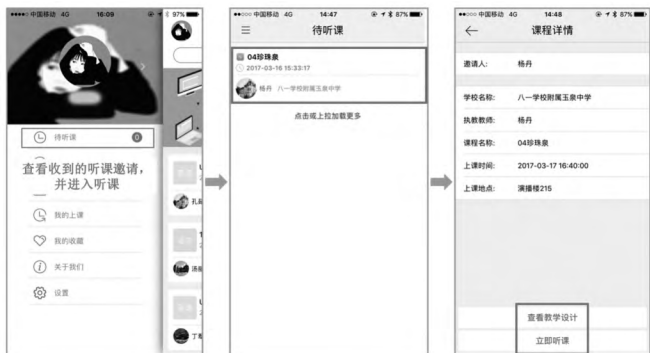 中国移动 4G 16:09 97%
待听课 0
查看收到的听课邀请，
并进入听课
我的上课
我的收藏
关于我们
设置
中国移动 4G 14:47 87%
待听课
04珍珠泉
2017-03-16 15:33:17
杨丹 八一学校附属玉泉中学
点击或上拉加载更多
中国移动 4G 14:48 87%
课程详情
邀请人: 杨丹
学校名称: 八一学校附属玉泉中学
执教教师: 杨丹
课程名称: 04珍珠泉
上课时间: 2017-03-17 16:40:00
上课地点: 演播楼215
查看教学设计
立即听课